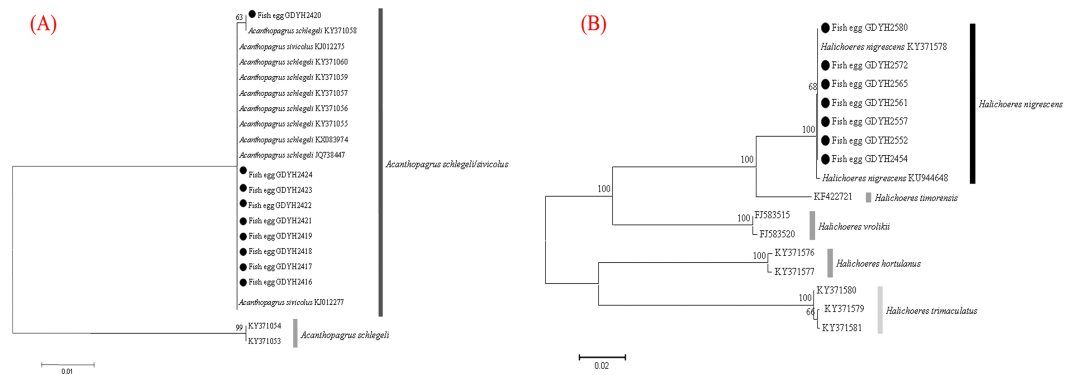 (A)
63
Fish egg GDYH2420
Acanthopagrus schlegeli KY371058
Acanthopagrus sivicolus KJ012275
Acanthopagrus schlegeli KY371060
Acanthopagrus schlegeli KY371059
Acanthopagrus schlegeli KY371057
Acanthopagrus schlegeli KY371056
Acanthopagrus schlegeli KY371055
Acanthopagrus schlegeli KX083974
Acanthopagrus schlegeli JQ738447
Acanthopagrus schlegeli/sivicolus
Fish egg GDYH2424
Fish egg GDYH2423
Fish egg GDYH2422
Fish egg GDYH2421
Fish egg GDYH2419
Fish egg GDYH2418
Fish egg GDYH2417
Fish egg GDYH2416
Acanthopagrus sivicolus KJ012277
99
KY371054
KY371053
Acanthopagrus schlegeli
0.01
(B)
Fish egg GDYH2580
Halichoeres nigrescens KY371578
Fish egg GDYH2572
68
Fish egg GDYH2565
Fish egg GDYH2561
Halichoeres nigrescens
Fish egg GDYH2557
100
Fish egg GDYH2552
Fish egg GDYH2454
100
Halichoeres nigrescens KU944648
100
KF422721
Halichoeres timorensis
100
FJ583515
FJ583520
Halichoeres vrolikii
100
KY371576
KY371577
Halichoeres hortulanus
100
KY371580
66
KY371579
KY371581
Halichoeres trimaculatus
0.02